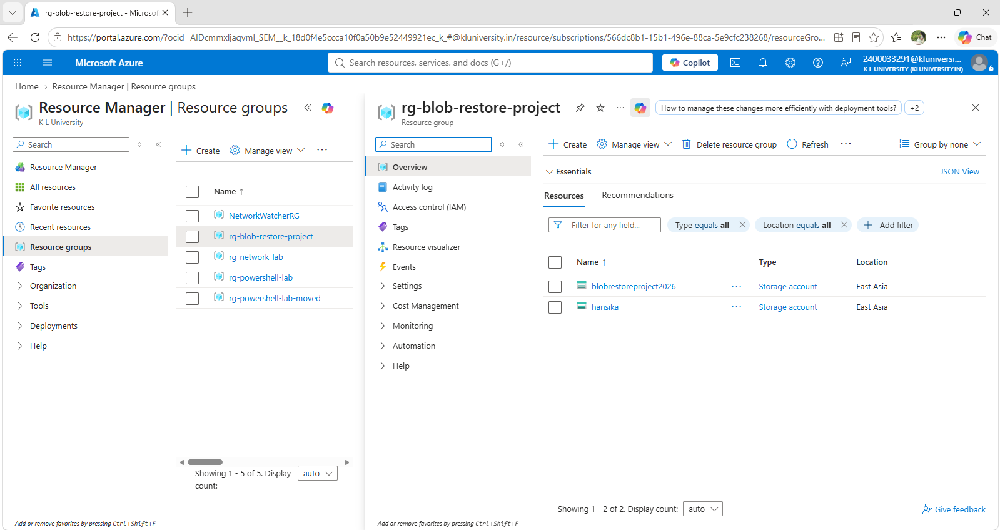 rg-blob-restore-project - Microsof
https://portal.azure.com/?ocid=AIDcmmxljaqvml_SEM__k_18d0f4e5ccca10f0a50b9e52449921ec_k_#@kluniversity.in/resource/subscriptions/566dc8b1-15b1-496e-88ca-5e9cfc238268/resourceGro...
Chat
Microsoft Azure
Search resources, services, and docs (G+/)
Copilot
2400033291@kluniversi...
K L UNIVERSITY (KLUNIVERSITY.IN)
Home > Resource Manager | Resource groups
Resource Manager | Resource groups
K L University
Search
Resource Manager
All resources
Favorite resources
Recent resources
Resource groups
Tags
Organization
Tools
Deployments
Help
Add or remove favorites by pressing Ctrl+Shift+F
Create
Manage view
Name ↑
NetworkWatcherRG
rg-blob-restore-project
rg-network-lab
rg-powershell-lab
rg-powershell-lab-moved
Showing 1 - 5 of 5. Display count:
auto
rg-blob-restore-project
Resource group
How to manage these changes more efficiently with deployment tools?
+2
Search
Overview
Activity log
Access control (IAM)
Tags
Resource visualizer
Events
Settings
Cost Management
Monitoring
Automation
Help
Add or remove favorites by pressing Ctrl+Shift+F
Create
Manage view
Delete resource group
Refresh
Group by none
Essentials
JSON View
Resources
Recommendations
Filter for any field...
Type equals all
Location equals all
Add filter
Name ↑ Type Location
blobrestoreproject2026 ... Storage account East Asia
hansika ... Storage account East Asia
Showing 1 - 2 of 2. Display count:
auto
Give feedback